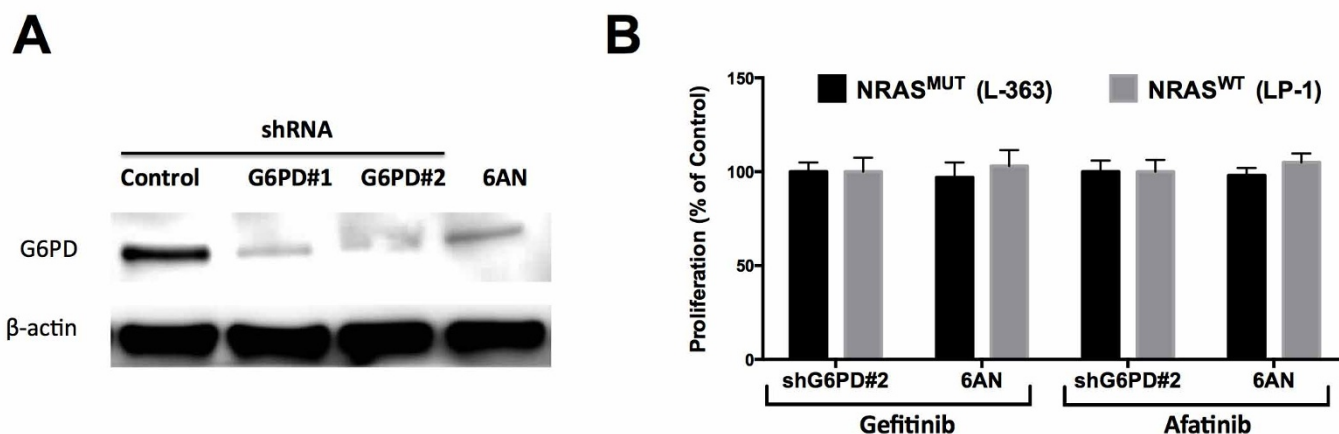 A
shRNA
Control G6PD#1 G6PD#2 6AN
G6PD
β-actin
B
NRASMUT (L-363) NRASWT (LP-1)
Proliferation (% of Control)
150
100
50
0
shG6PD#2 6AN shG6PD#2 6AN
Gefitinib Afatinib